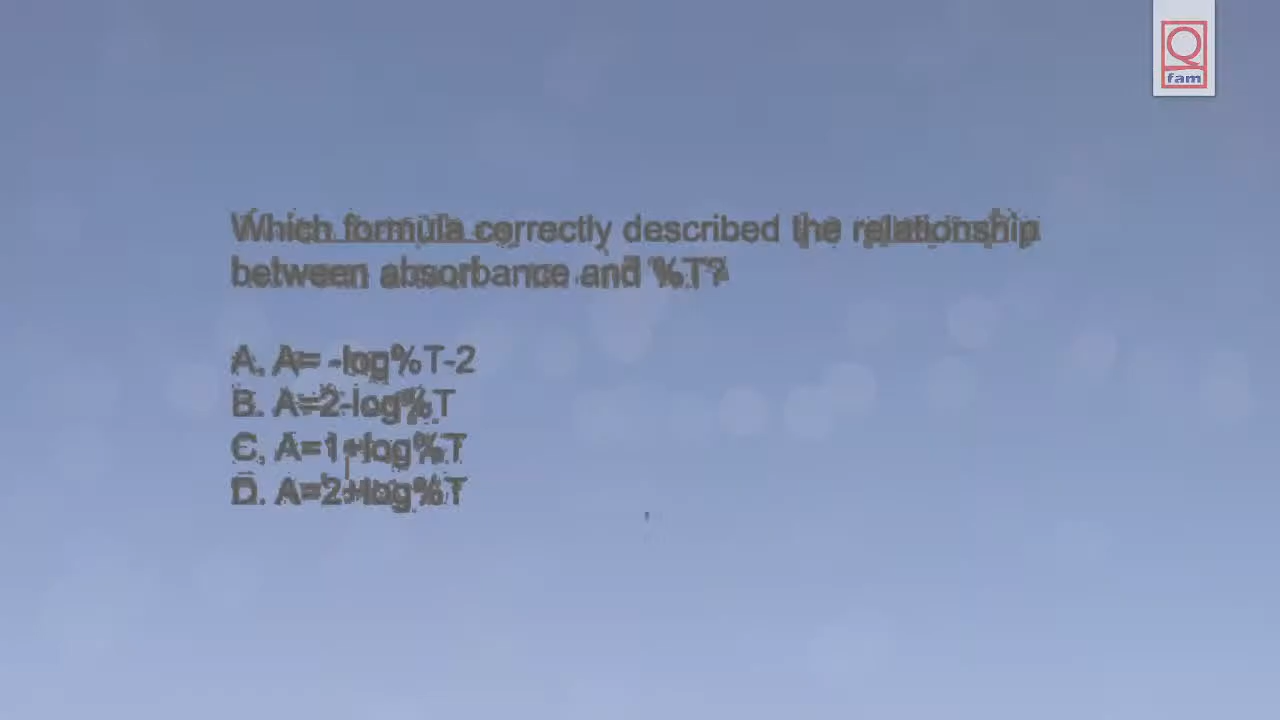 Q
fam
Which formula correctly described the relationship
between absorbance and %T?
A. A= -log%T-2
B. A=2-log%T
C. A=1+log%T
D. A=2+log%T